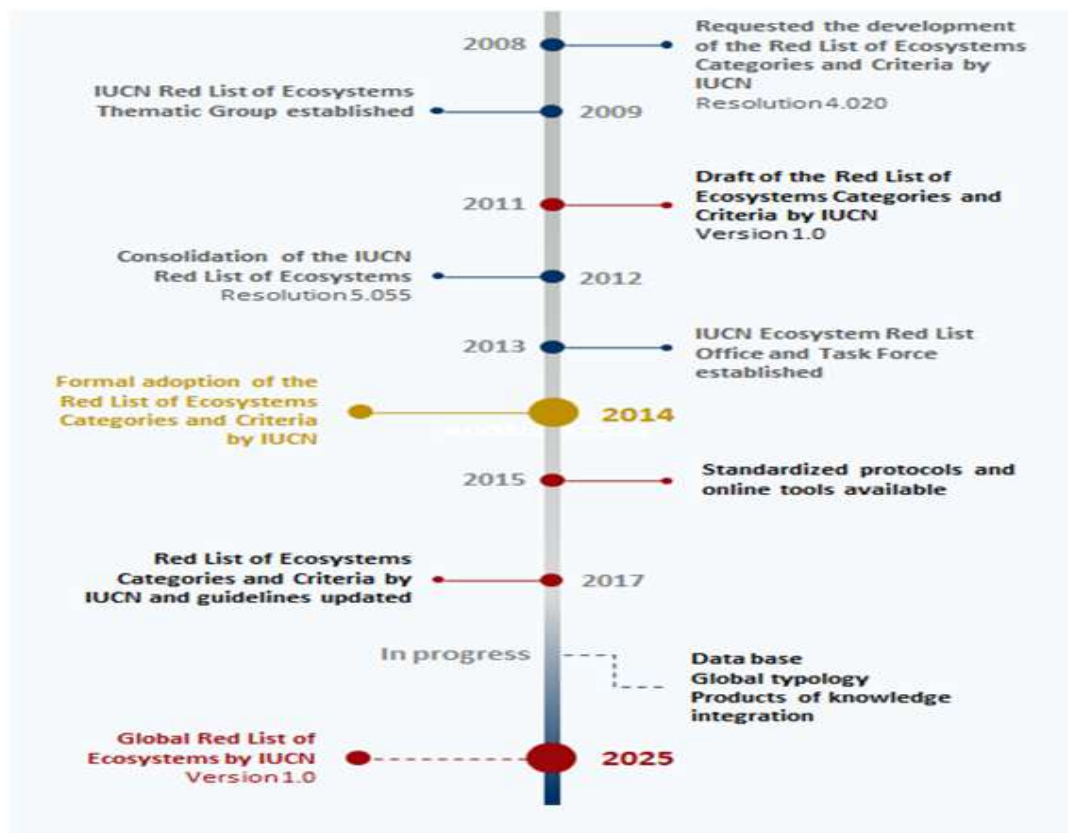 2008
Requested the development
of the Red List of Ecosystems
Categories and Criteria by
IUCN
Resolution 4.020
IUCN Red List of Ecosystems
Thematic Group established
2009
2011
Draft of the Red List of
Ecosystems Categories and
Criteria by IUCN
Version 1.0
Consolidation of the IUCN
Red List of Ecosystems
Resolution 5.055
2012
2013
IUCN Ecosystem Red List
Office and Task Force
established
Formal adoption of the
Red List of Ecosystems
Categories and Criteria
by IUCN
2014
2015
Standardized protocols and
online tools available
Red List of Ecosystems
Categories and Criteria by
IUCN and guidelines updated
2017
In progress
Data base
Global typology
Products of knowledge
integration
Global Red List of
Ecosystems by IUCN
Version 1.0
2025